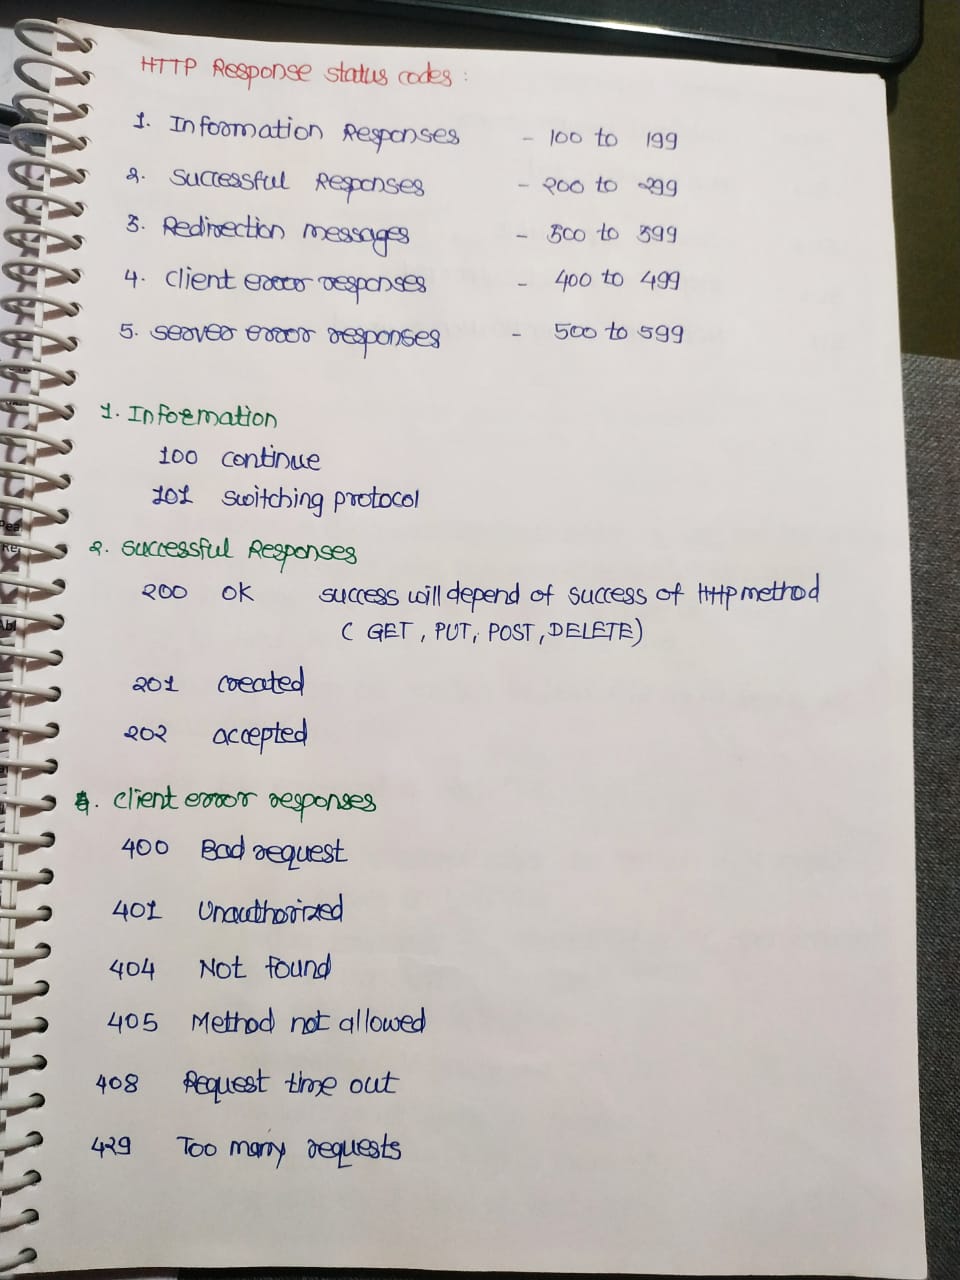 HTTP Response status codes :
1. Information Responses - 100 to 199
2. Successful Responses - 200 to 299
3. Redirection messages - 300 to 399
4. Client error responses - 400 to 499
5. server error responses - 500 to 599
1. Information
100 continue
101 switching protocol
2. Successful Responses
200 OK success will depend of success of HTTP method
( GET, PUT, POST, DELETE)
201 created
202 accepted
4. Client error responses
400 Bad request
401 Unauthorized
404 Not found
405 Method not allowed
408 Request time out
429 Too many requests